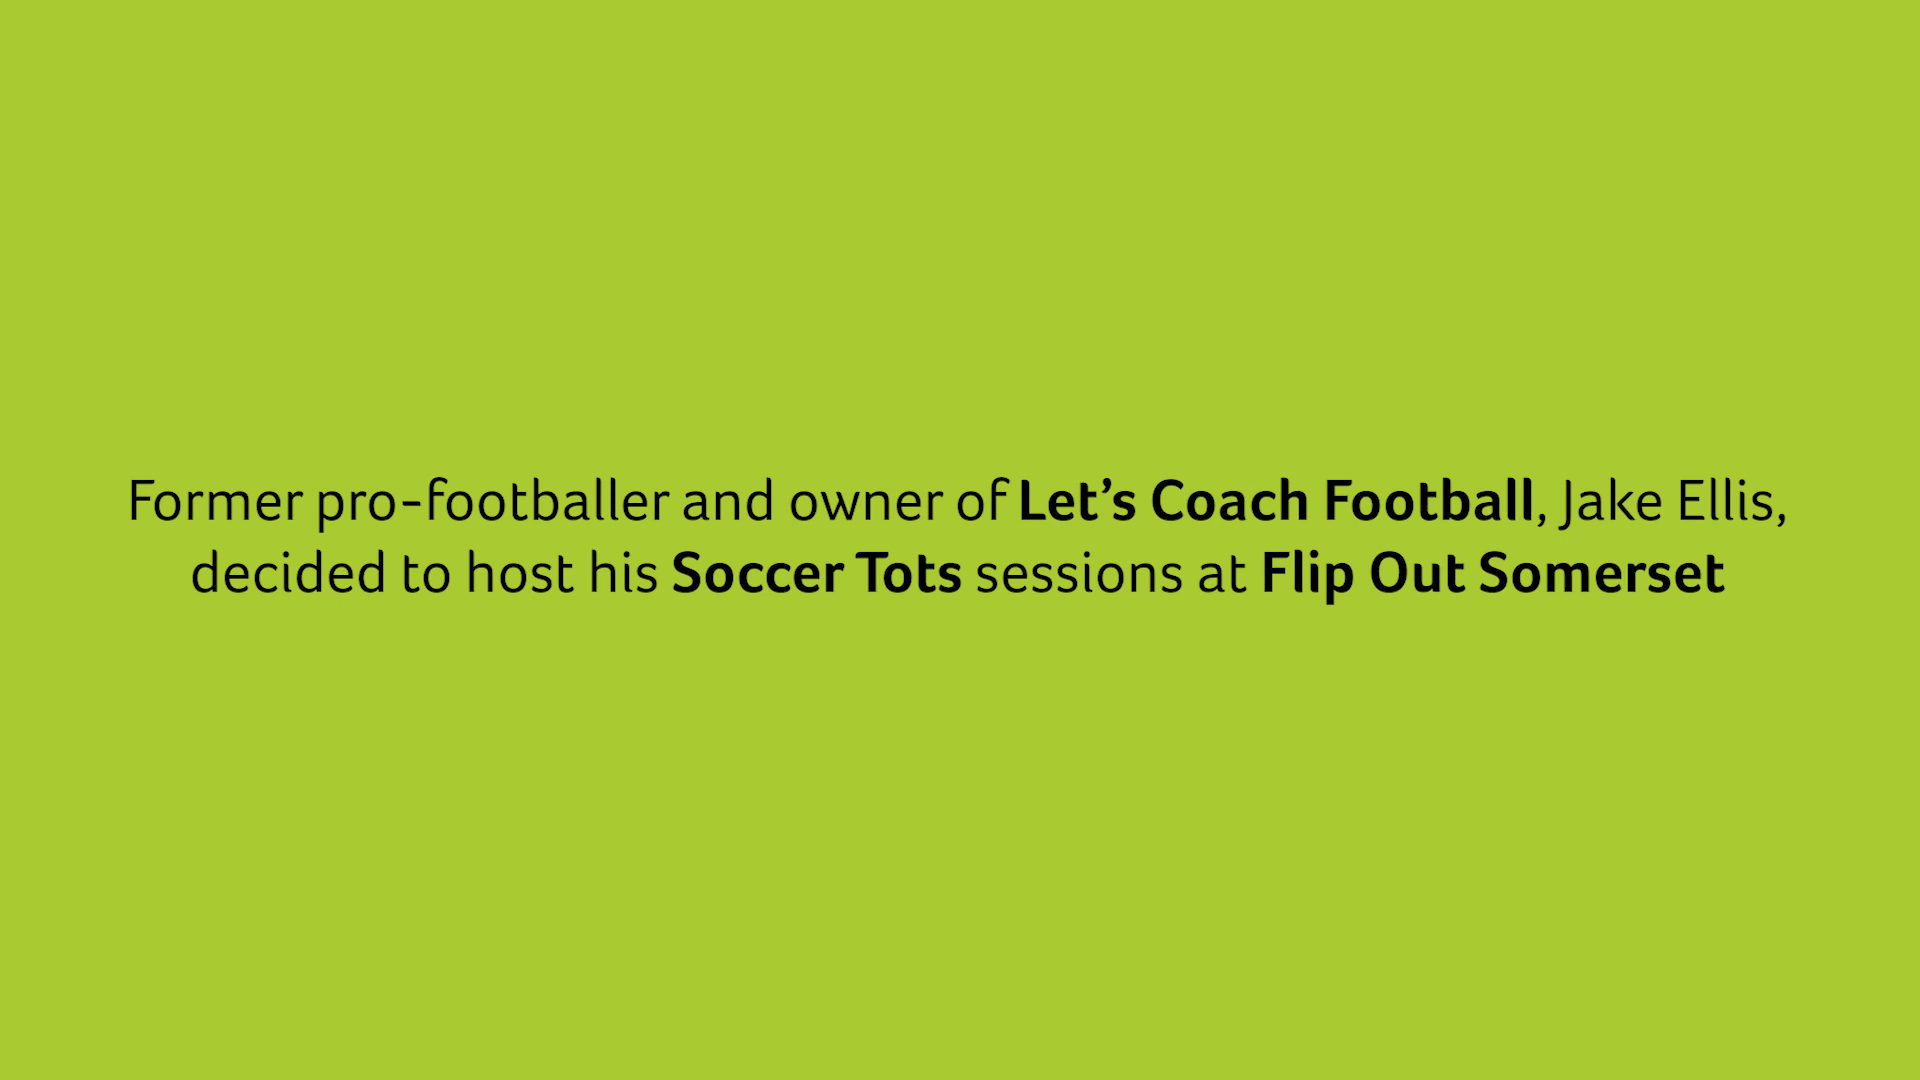 Former pro-footballer and owner of Let’s Coach Football, Jake Ellis,
decided to host his Soccer Tots sessions at Flip Out Somerset